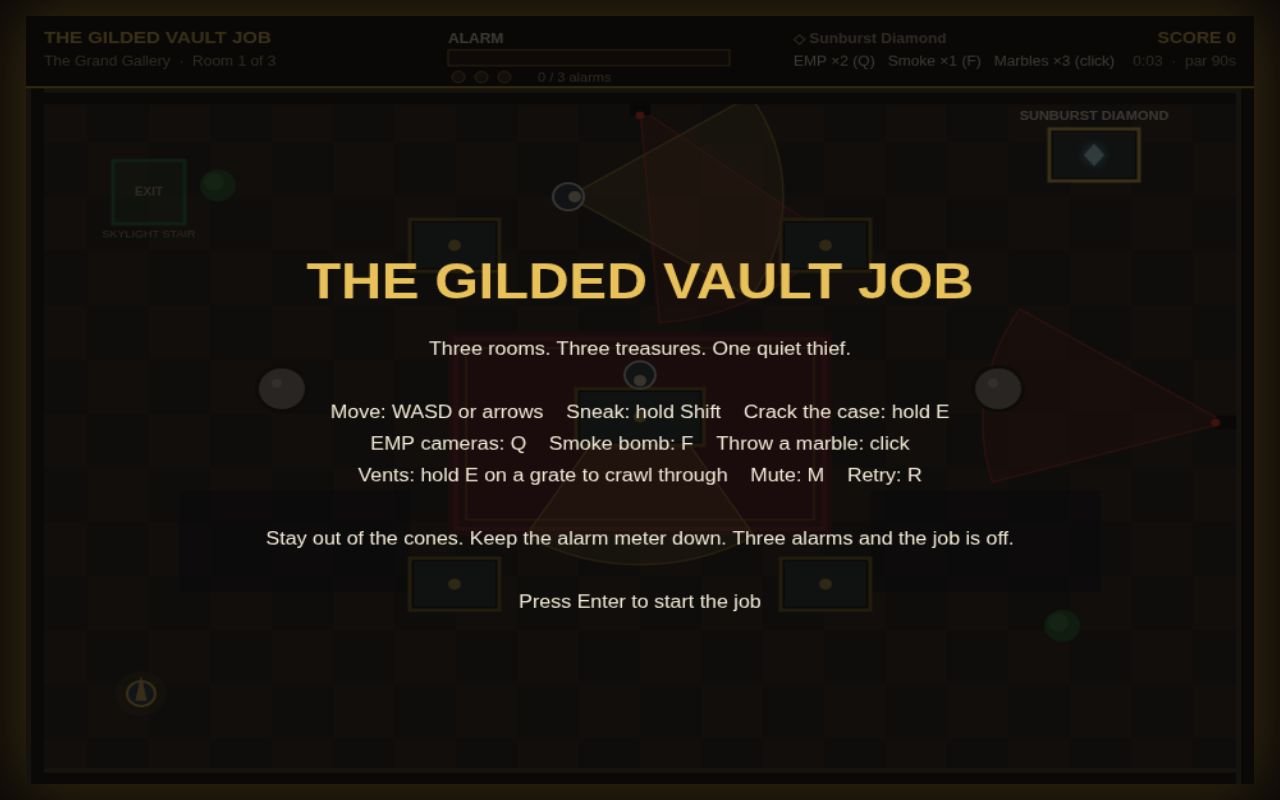 THE GILDED VAULT JOB
The Grand Gallery · Room 1 of 3
ALARM
0 / 3 alarms
◇ Sunburst Diamond
SCORE 0
EMP ×2 (Q) Smoke ×1 (F) Marbles ×3 (click) 0:03 · par 90s
SUNBURST DIAMOND
EXIT
SKYLIGHT STAIR
THE GILDED VAULT JOB
Three rooms. Three treasures. One quiet thief.
Move: WASD or arrows Sneak: hold Shift Crack the case: hold E
EMP cameras: Q Smoke bomb: F Throw a marble: click
Vents: hold E on a grate to crawl through Mute: M Retry: R
Stay out of the cones. Keep the alarm meter down. Three alarms and the job is off.
Press Enter to start the job